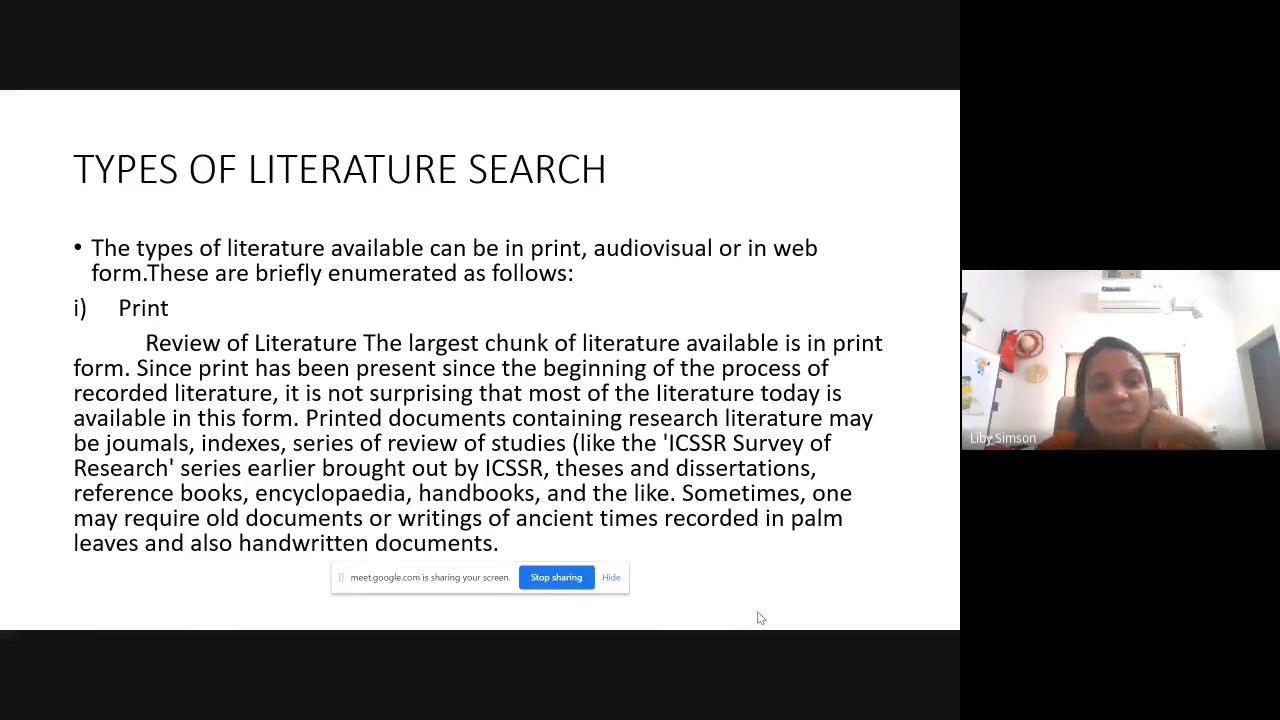 TYPES OF LITERATURE SEARCH
• The types of literature available can be in print, audiovisual or in web
form.These are briefly enumerated as follows:
i) Print
Review of Literature The largest chunk of literature available is in print
form. Since print has been present since the beginning of the process of
recorded literature, it is not surprising that most of the literature today is
available in this form. Printed documents containing research literature may
be joumals, indexes, series of review of studies (like the 'ICSSR Survey of
Research' series earlier brought out by ICSSR, theses and dissertations,
reference books, encyclopaedia, handbooks, and the like. Sometimes, one
may require old documents or writings of ancient times recorded in palm
leaves and also handwritten documents.
meet.google.com is sharing your screen. Stop sharing Hide
Liby Simson